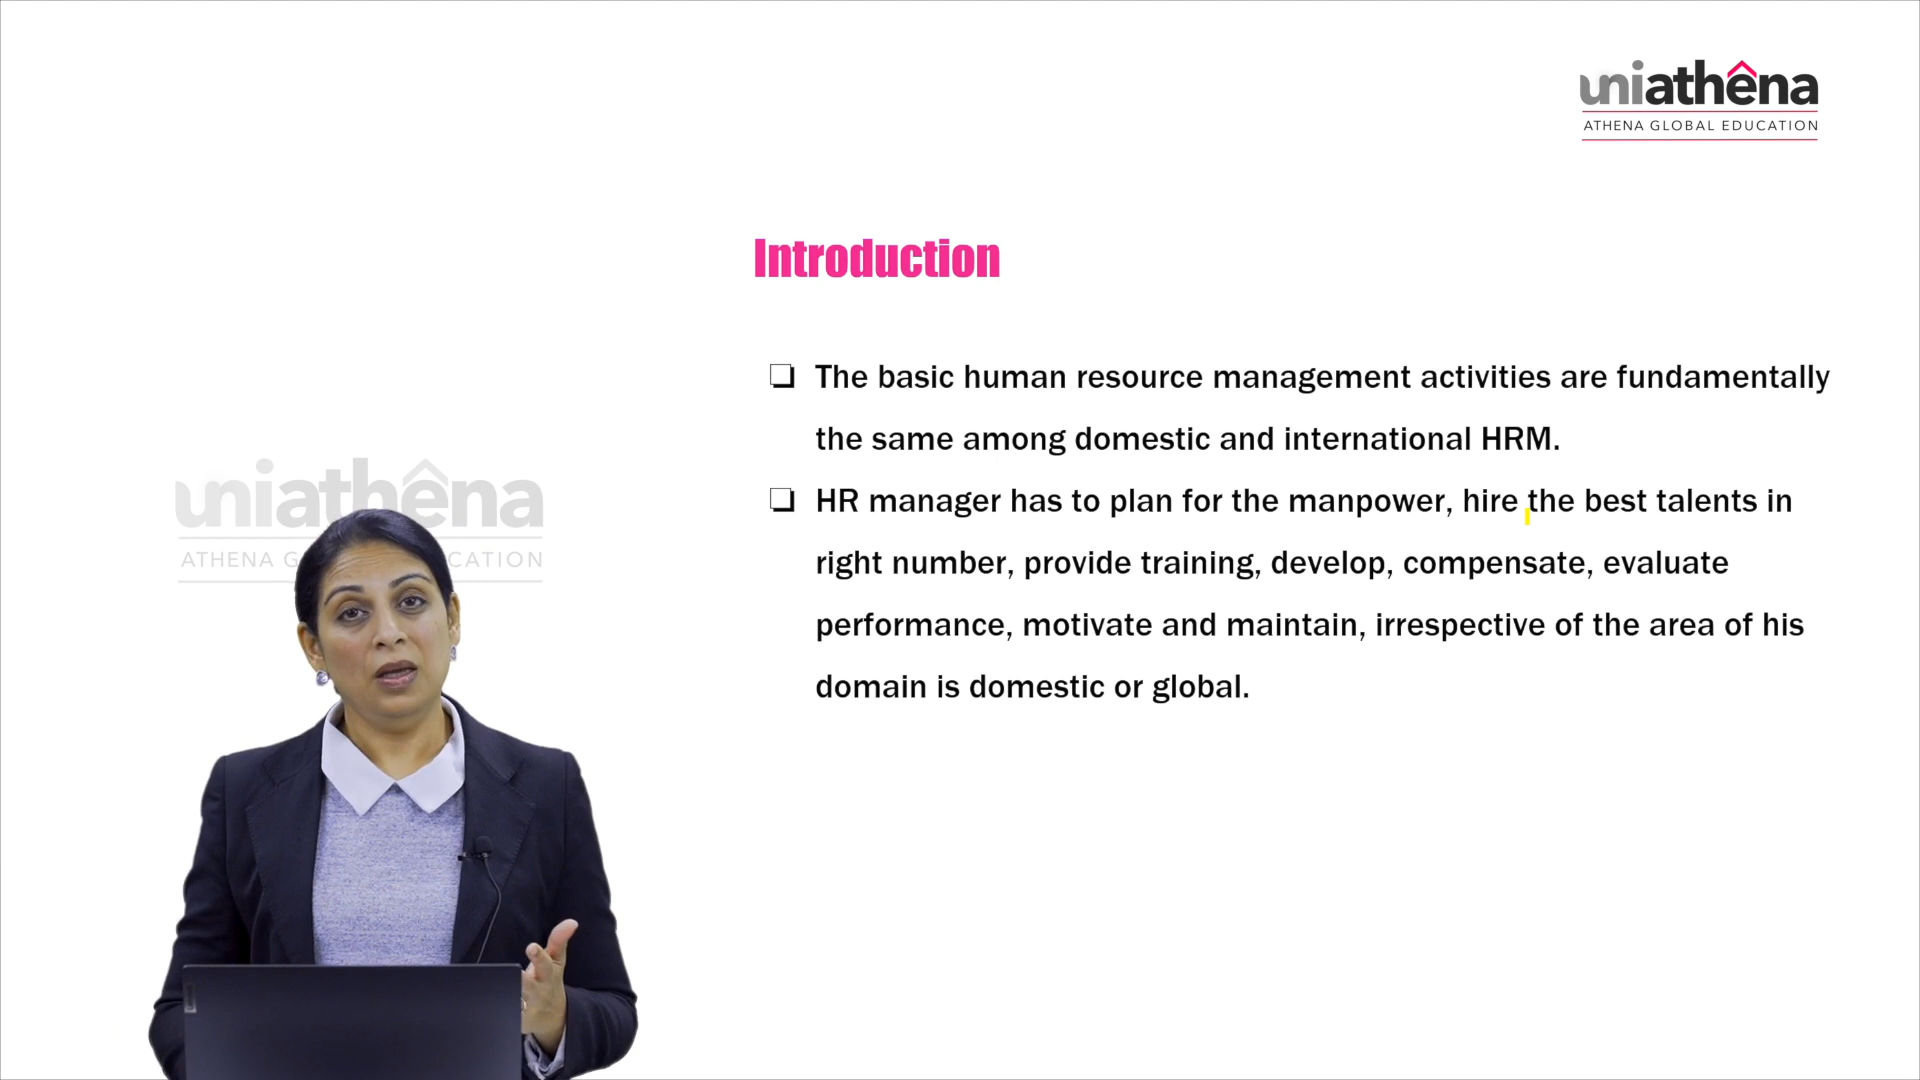 uniathena
ATHENA GLOBAL EDUCATION
Introduction
❑ The basic human resource management activities are fundamentally
the same among domestic and international HRM.
❑ HR manager has to plan for the manpower, hire the best talents in
right number, provide training, develop, compensate, evaluate
performance, motivate and maintain, irrespective of the area of his
domain is domestic or global.
uniathena
ATHENA G CATION